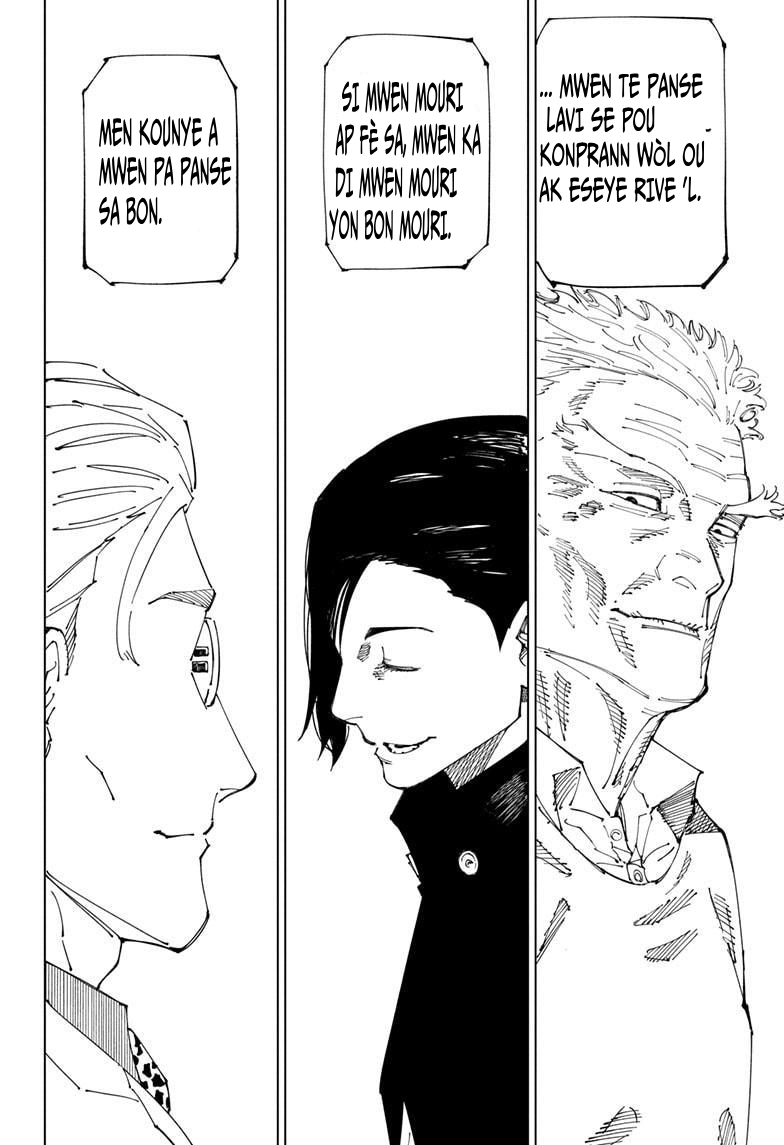 ... MWEN TE PANSE
LAVI SE POU
KONPRANN WÒL OU
AK ESEYE RIVE 'L.
SI MWEN MOURI
AP FÈ SA, MWEN KA
DI MWEN MOURI
YON BON MOURI.
MEN KOUNYE A
MWEN PA PANSE
SA BON.